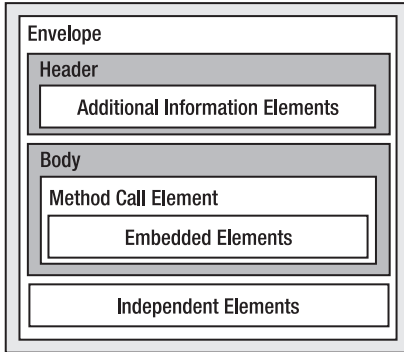 Envelope
Header
Additional Information Elements
Body
Method Call Element
Embedded Elements
Independent Elements